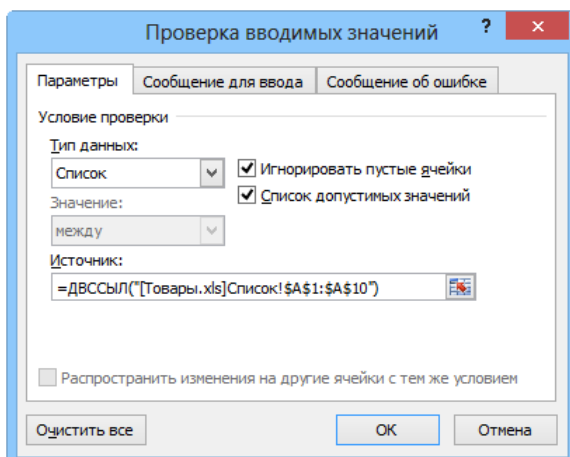 Проверка вводимых значений ? ×
Параметры Сообщение для ввода Сообщение об ошибке
Условие проверки
Тип данных:
Список Игнорировать пустые ячейки
Значение: Список допустимых значений
между
Источник:
=ДВССЫЛ("[Товары.xls]Список!$A$1:$A$10")
Распространить изменения на другие ячейки с тем же условием
Очистить все ОК Отмена